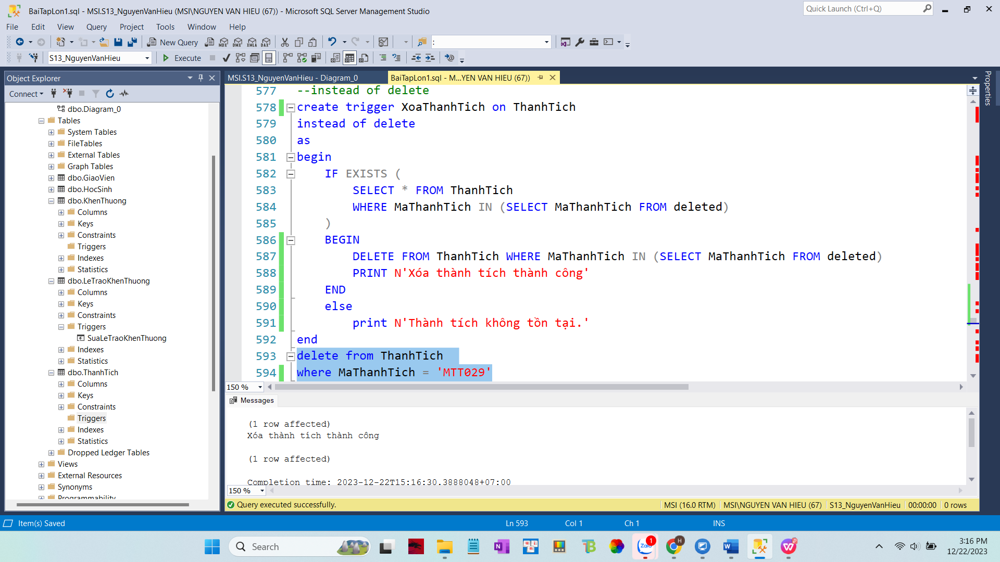 BaiTapLon1.sql - MSI.S13_NguyenVanHieu (MSI\NGUYEN VAN HIEU (67)) - Microsoft SQL Server Management Studio
Quick Launch (Ctrl+Q)
File Edit View Query Project Tools Window Help
New Query
MDX DMX XMLA DAX
:
S13_NguyenVanHieu
Execute
Object Explorer
Connect
dbo.Diagram_0
Tables
System Tables
FileTables
External Tables
Graph Tables
dbo.GiaoVien
dbo.HocSinh
dbo.KhenThuong
Columns
Keys
Constraints
Triggers
Indexes
Statistics
dbo.LeTraoKhenThuong
Columns
Keys
Constraints
Triggers
SuaLeTraoKhenThuong
Indexes
Statistics
dbo.ThanhTich
Columns
Keys
Constraints
Triggers
Indexes
Statistics
Dropped Ledger Tables
Views
External Resources
Synonyms
Programmability
MSI.S13_NguyenVanHieu - Diagram_0
BaiTapLon1.sql - M...YEN VAN HIEU (67))
Properties
577 --instead of delete
578 create trigger XoaThanhTich on ThanhTich
579 instead of delete
580 as
581 begin
582 IF EXISTS (
583 SELECT * FROM ThanhTich
584 WHERE MaThanhTich IN (SELECT MaThanhTich FROM deleted)
585 )
586 BEGIN
587 DELETE FROM ThanhTich WHERE MaThanhTich IN (SELECT MaThanhTich FROM deleted)
588 PRINT N'Xóa thành tích thành công'
589 END
590 else
591 print N'Thành tích không tồn tại.'
592 end
593 delete from ThanhTich
594 where MaThanhTich = 'MTT029'
150 %
Messages
(1 row affected)
Xóa thành tích thành công
(1 row affected)
Completion time: 2023-12-22T15:16:30.3888048+07:00
150 %
Query executed successfully.
MSI (16.0 RTM) MSI\NGUYEN VAN HIEU (67) S13_NguyenVanHieu 00:00:00 0 rows
Item(s) Saved
Ln 593 Col 1 Ch 1 INS
Search
Zalo 1
H
3:16 PM
12/22/2023